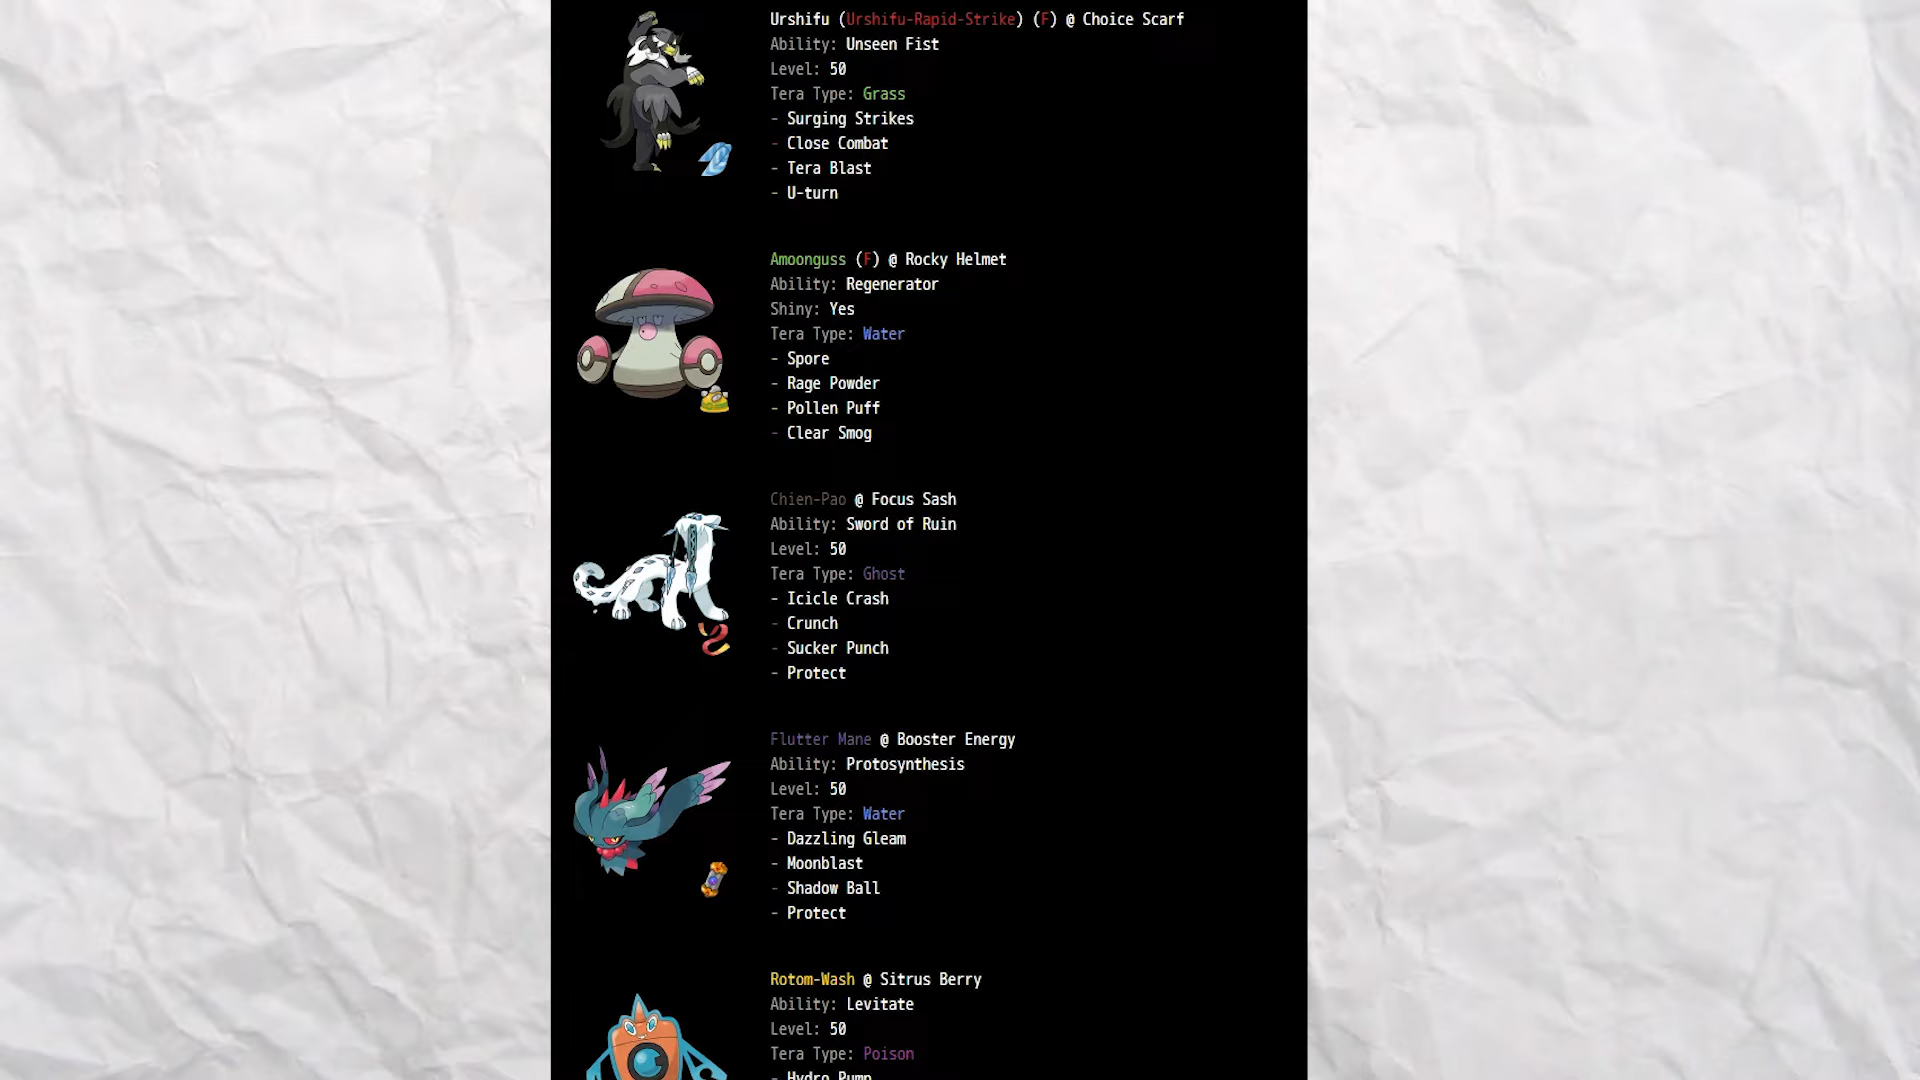 Urshifu (Urshifu-Rapid-Strike) (F) @ Choice Scarf
Ability: Unseen Fist
Level: 50
Tera Type: Grass
- Surging Strikes
- Close Combat
- Tera Blast
- U-turn
Amoonguss (F) @ Rocky Helmet
Ability: Regenerator
Shiny: Yes
Tera Type: Water
- Spore
- Rage Powder
- Pollen Puff
- Clear Smog
Chien-Pao @ Focus Sash
Ability: Sword of Ruin
Level: 50
Tera Type: Ghost
- Icicle Crash
- Crunch
- Sucker Punch
- Protect
Flutter Mane @ Booster Energy
Ability: Protosynthesis
Level: 50
Tera Type: Water
- Dazzling Gleam
- Moonblast
- Shadow Ball
- Protect
Rotom-Wash @ Sitrus Berry
Ability: Levitate
Level: 50
Tera Type: Poison
- Hydro Pump